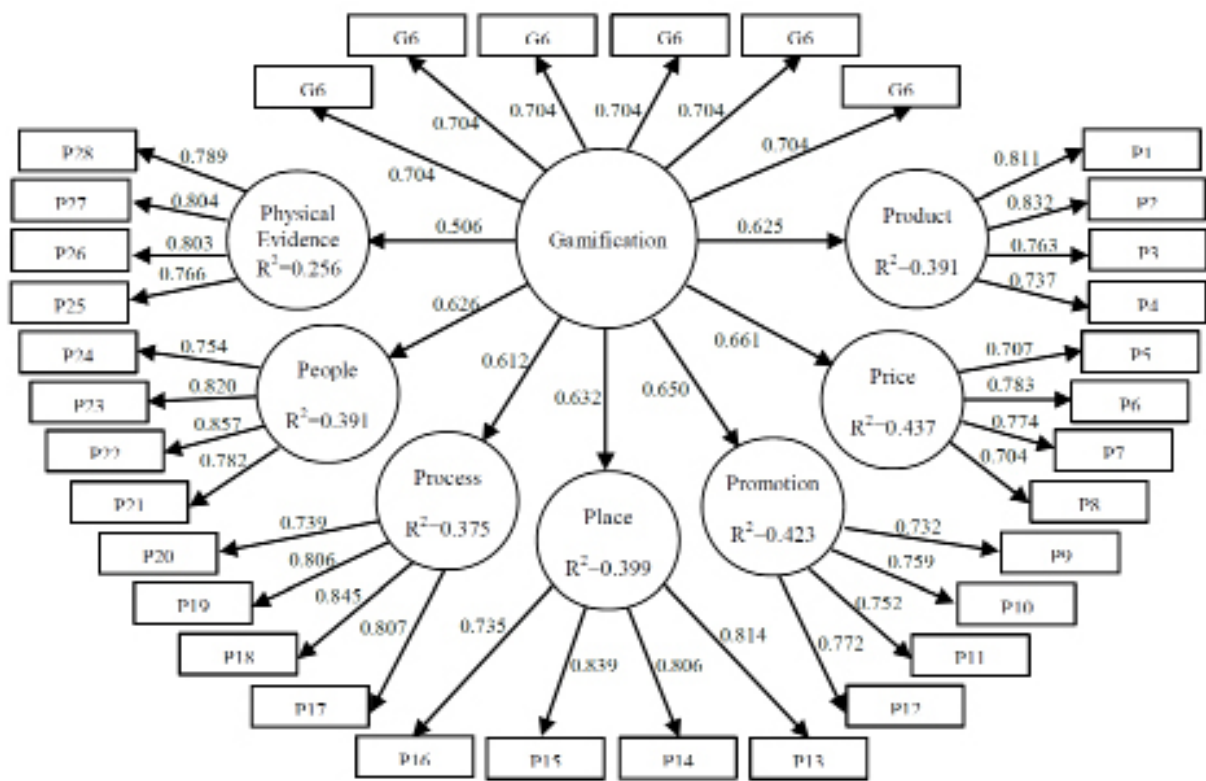 G6
G6
G6
G6
G6
G6
0.704
0.704
0.704
0.704
0.704
0.704
P28
P27
P26
P25
0.789
0.804
0.803
0.766
Physical
Evidence
R²=0.256
0.506
Gamification
0.625
Product
R²=0.391
0.811
0.832
0.763
0.737
P1
P2
P3
P4
P24
P23
P22
P21
0.754
0.820
0.857
0.782
People
R²=0.391
0.626
0.612
0.632
0.650
0.661
Price
R²=0.437
0.707
0.783
0.774
0.704
P5
P6
P7
P8
Process
R²=0.375
0.739
0.806
0.845
0.807
P20
P19
P18
P17
Place
R²=0.399
0.735
0.839
0.806
0.814
P16
P15
P14
P13
Promotion
R²=0.423
0.732
0.759
0.752
0.772
P9
P10
P11
P12